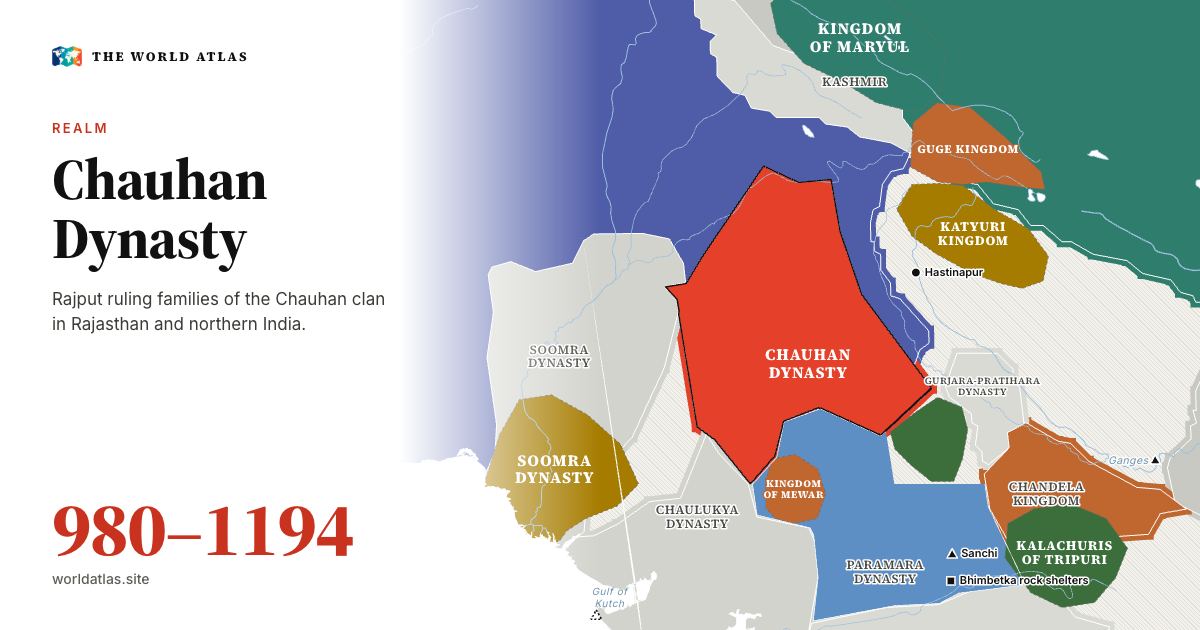 THE WORLD ATLAS
REALM
Chauhan
Dynasty
Rajput ruling families of the Chauhan clan
in Rajasthan and northern India.
980–1194
worldatlas.site
KINGDOM
OF MARYUL
KASHMIR
GUGE KINGDOM
KATYURI
KINGDOM
Hastinapur
SOOMRA
DYNASTY
CHAUHAN
DYNASTY
GURJARA-PRATIHARA
DYNASTY
SOOMRA
DYNASTY
KINGDOM
OF MEWAR
Ganges
CHANDELA
KINGDOM
CHAULUKYA
DYNASTY
KALACHURIS
OF TRIPURI
PARAMARA
DYNASTY
Sanchi
Bhimbetka rock shelters
Gulf of
Kutch